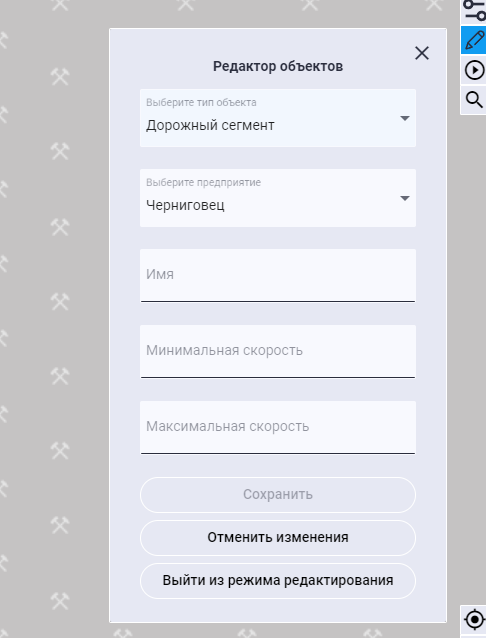 Редактор объектов
Выберите тип объекта
Дорожный сегмент
Выберите предприятие
Черниговец
Имя
Минимальная скорость
Максимальная скорость
Сохранить
Отменить изменения
Выйти из режима редактирования